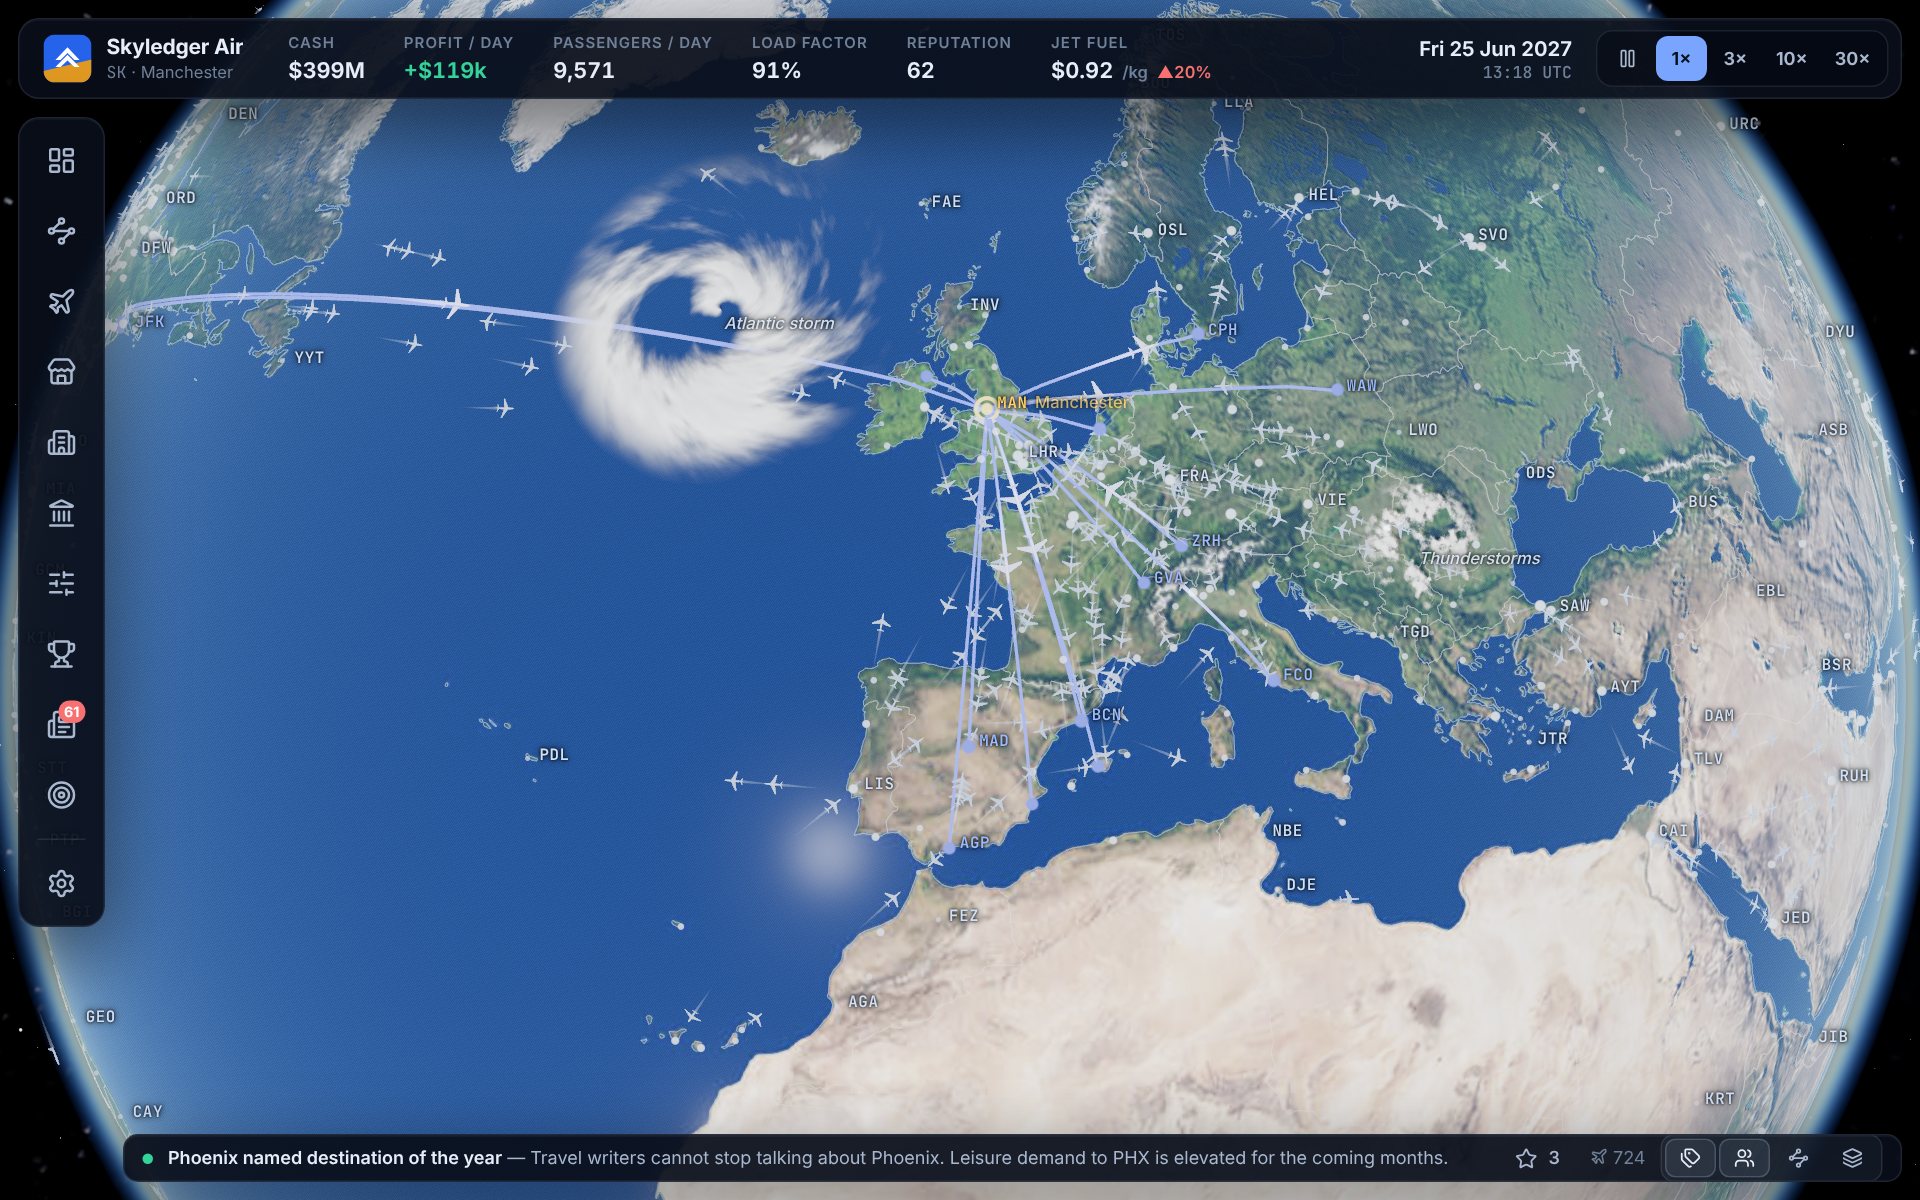 Skyledger Air
SK · Manchester
CASH
$399M
PROFIT / DAY
+$119k
PASSENGERS / DAY
9,571
LOAD FACTOR
91%
REPUTATION
62
JET FUEL
$0.92 /kg ▲20%
Fri 25 Jun 2027
13:18 UTC
1×
3×
10×
30×
DEN
LLA
URC
ORD
FAE
HEL
OSL
SVO
DFW
INV
JFK
Atlantic storm
CPH
DYU
YYT
WAW
MAN Manchester
LWO
ASB
LHR
FRA
ODS
MIA
VIE
BUS
ZRH
Thunderstorms
GVA
EBL
SAW
TGD
KIN
BSR
FCO
AYT
61
BCN
DAM
MAD
JTR
PDL
TLV
STT
LIS
RUH
NBE
CAI
PTP
AGP
DJE
BGI
FEZ
JED
AGA
GEO
JIB
KRT
CAY
Phoenix named destination of the year — Travel writers cannot stop talking about Phoenix. Leisure demand to PHX is elevated for the coming months.
3
724